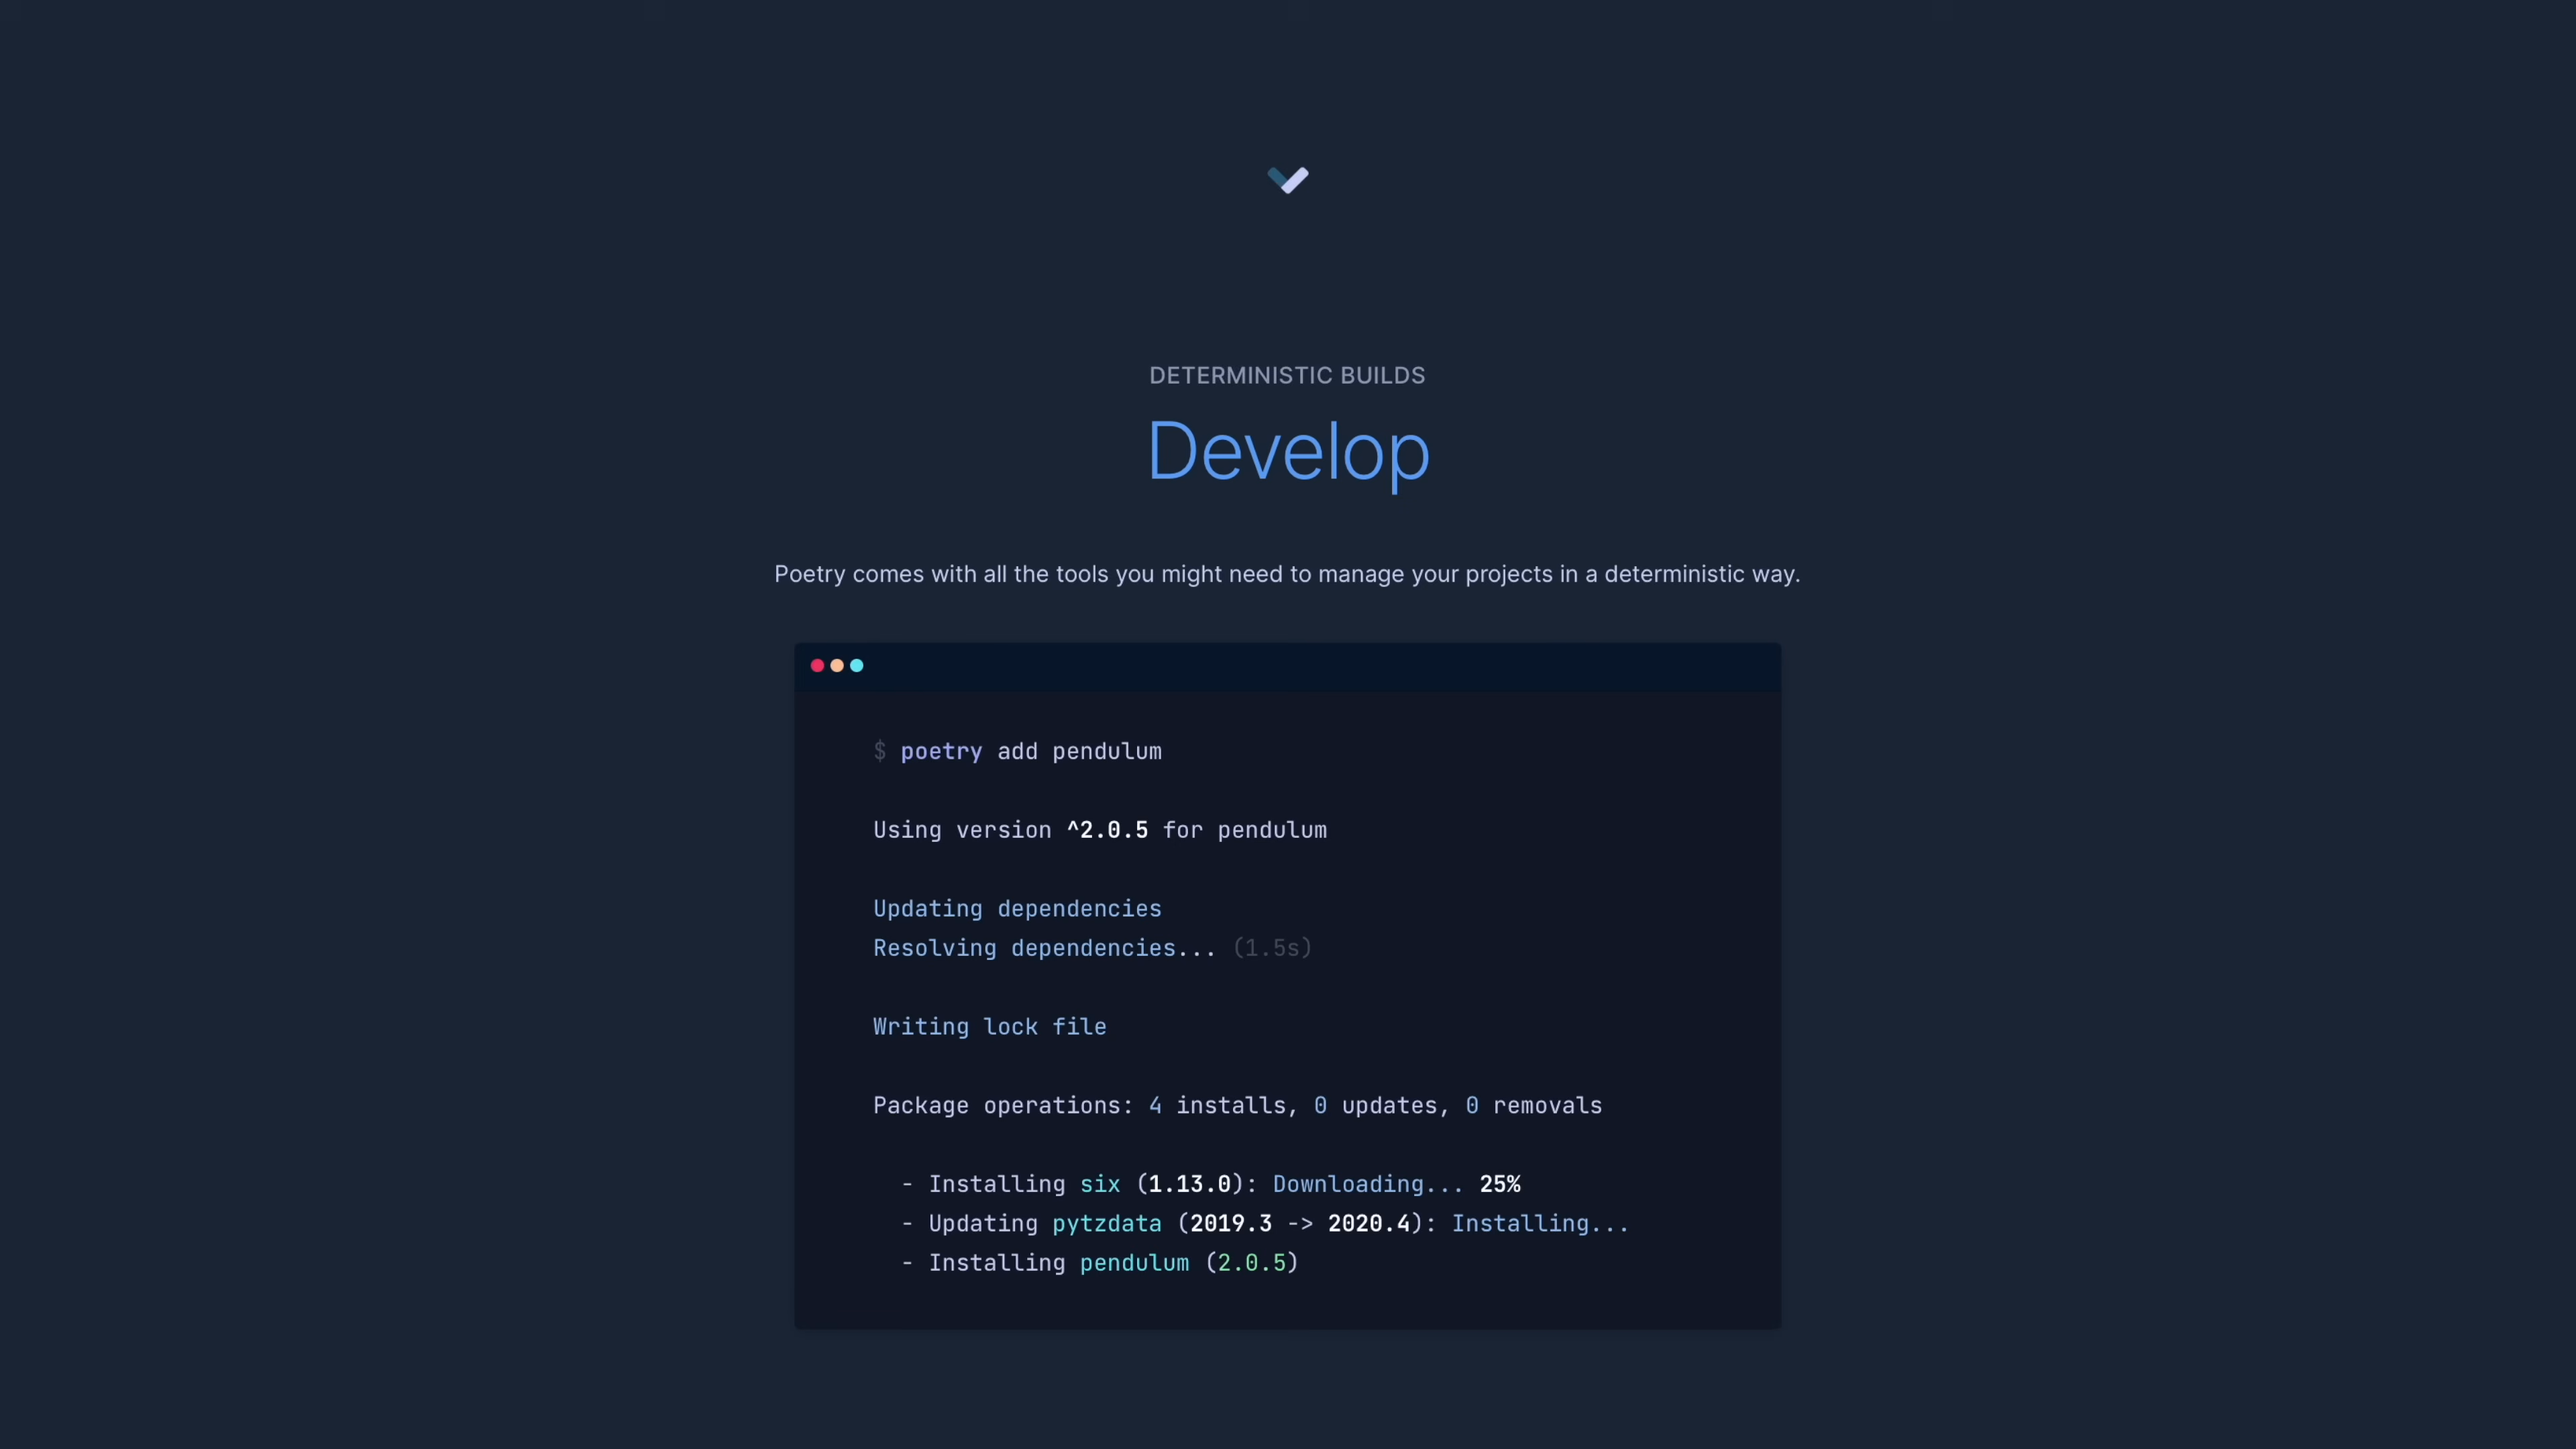 DETERMINISTIC BUILDS
Develop
Poetry comes with all the tools you might need to manage your projects in a deterministic way.
$ poetry add pendulum
Using version ^2.0.5 for pendulum
Updating dependencies
Resolving dependencies... (1.5s)
Writing lock file
Package operations: 4 installs, 0 updates, 0 removals
- Installing six (1.13.0): Downloading... 25%
- Updating pytzdata (2019.3 -> 2020.4): Installing...
- Installing pendulum (2.0.5)